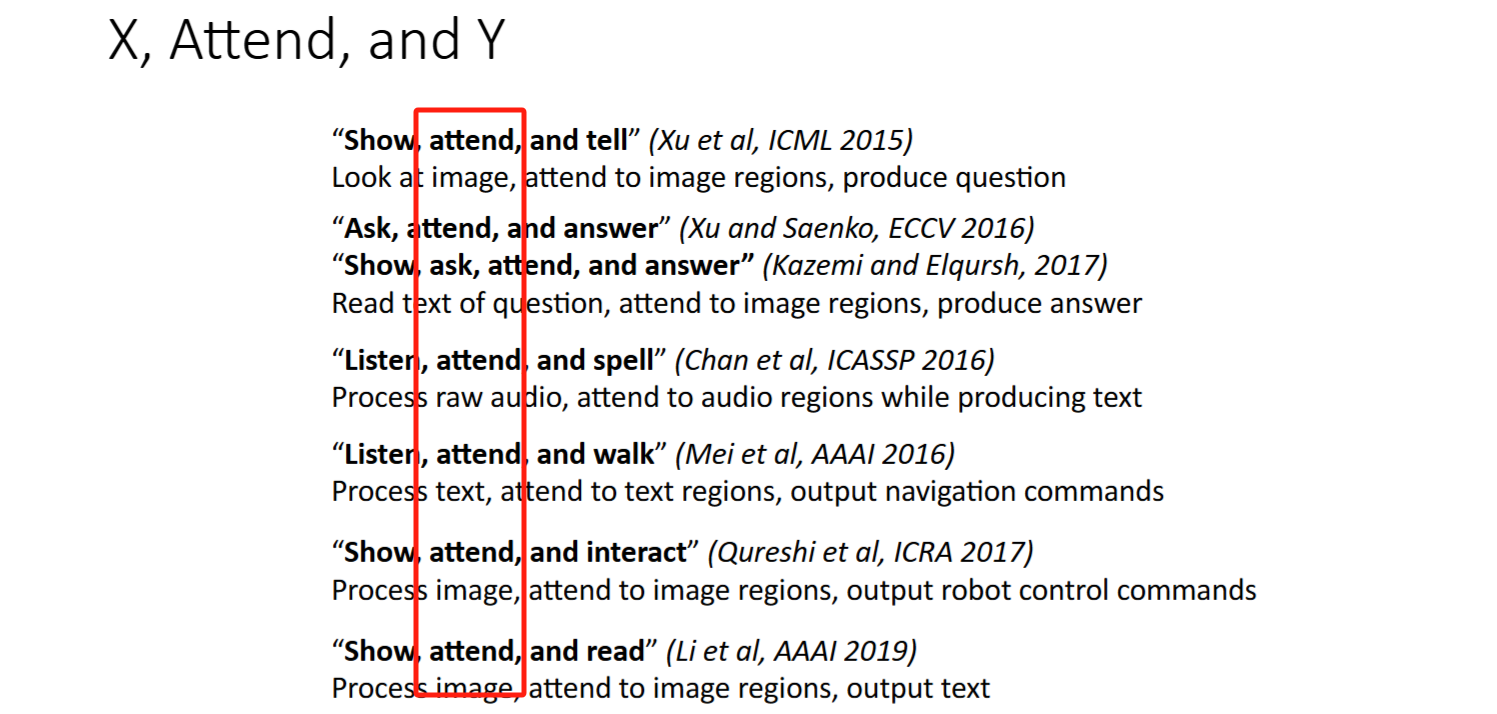 X, Attend, and Y
“Show, attend, and tell” (Xu et al, ICML 2015)
Look at image, attend to image regions, produce question
“Ask, attend, and answer” (Xu and Saenko, ECCV 2016)
“Show, ask, attend, and answer” (Kazemi and Elqursh, 2017)
Read text of question, attend to image regions, produce answer
“Listen, attend, and spell” (Chan et al, ICASSP 2016)
Process raw audio, attend to audio regions while producing text
“Listen, attend, and walk” (Mei et al, AAAI 2016)
Process text, attend to text regions, output navigation commands
“Show, attend, and interact” (Qureshi et al, ICRA 2017)
Process image, attend to image regions, output robot control commands
“Show, attend, and read” (Li et al, AAAI 2019)
Process image, attend to image regions, output text